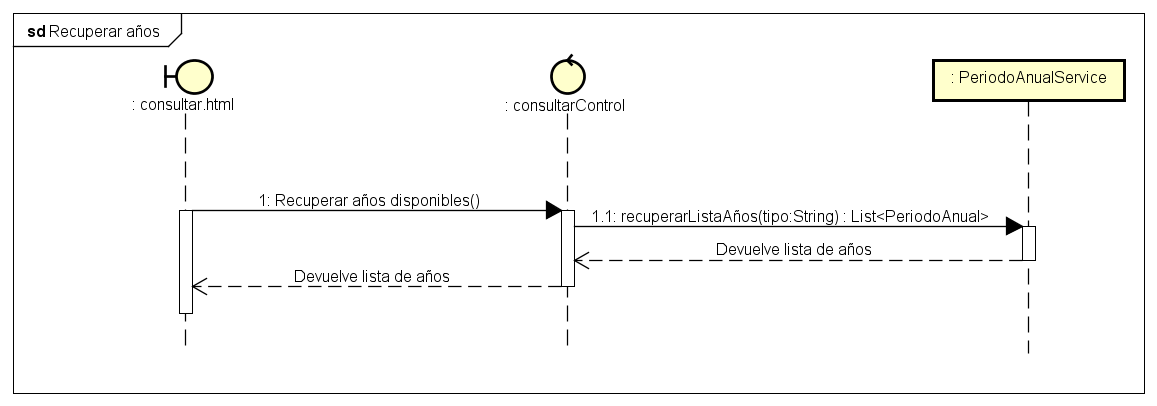 sd Recuperar años
: consultar.html
: consultarControl
: PeriodoAnualService
1: Recuperar años disponibles()
1.1: recuperarListaAños(tipo:String) : List<PeriodoAnual>
Devuelve lista de años
Devuelve lista de años